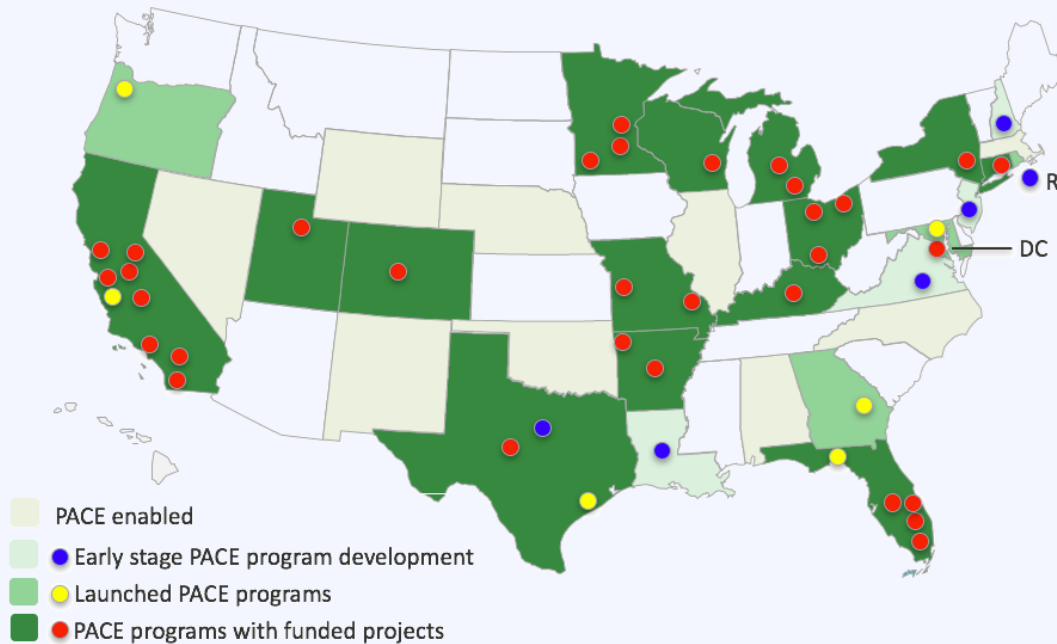 R
DC
PACE enabled
Early stage PACE program development
Launched PACE programs
PACE programs with funded projects